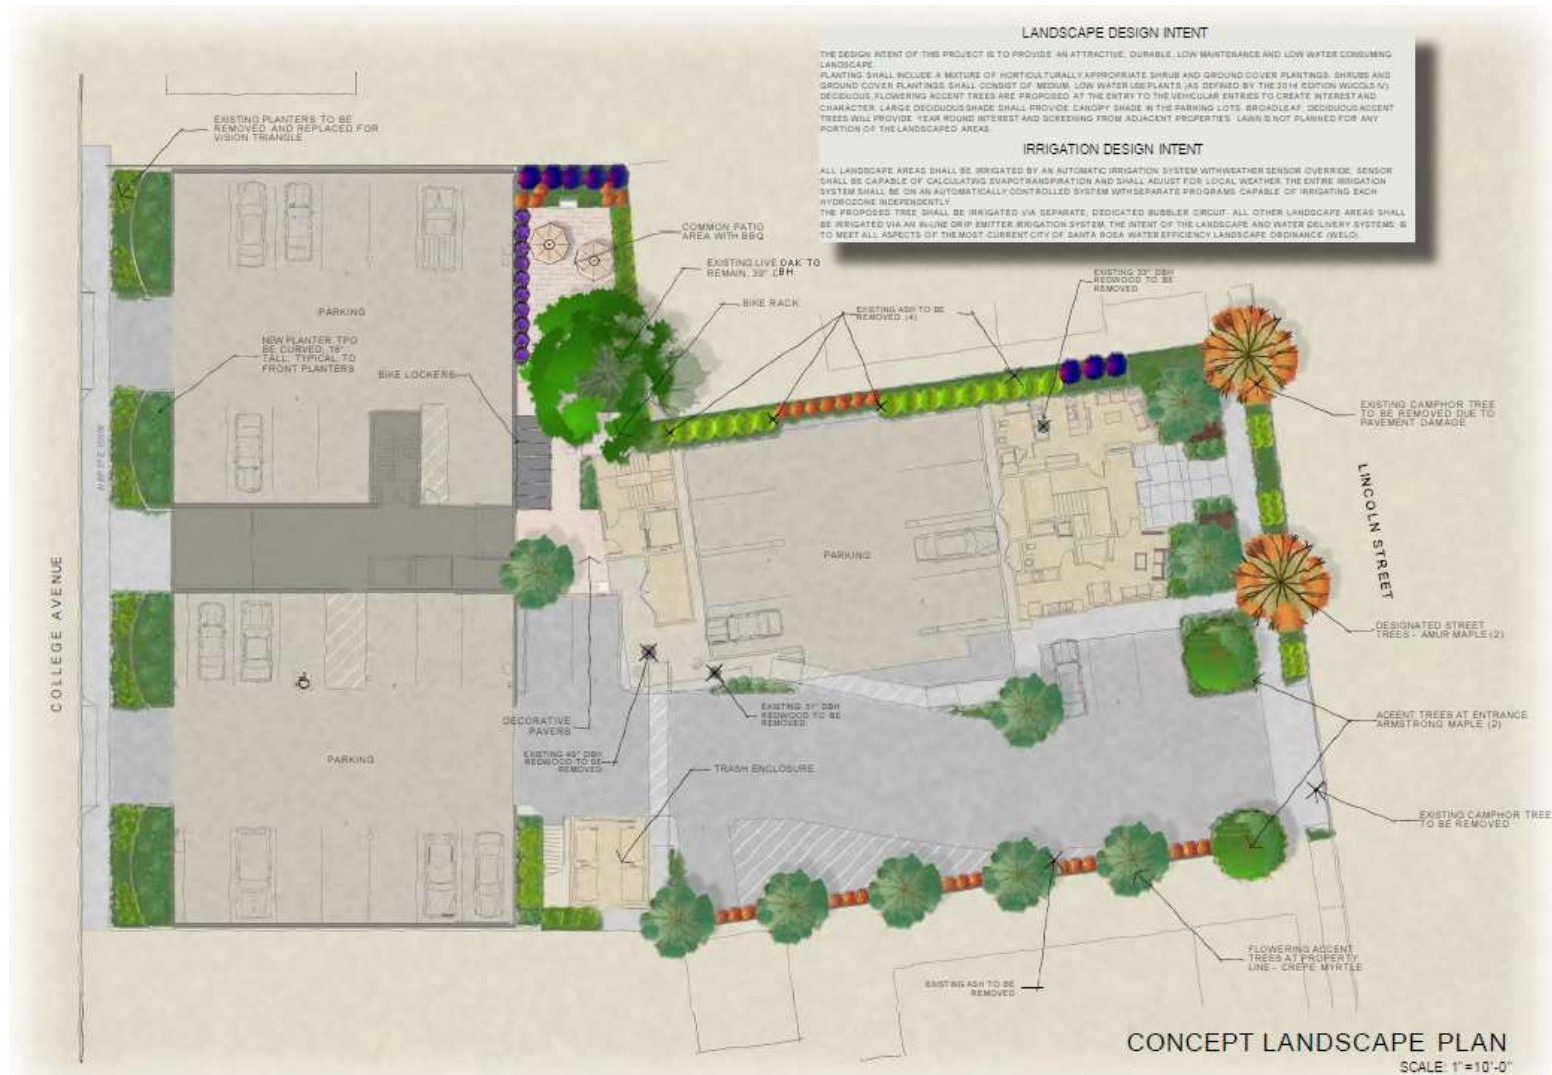 LANDSCAPE DESIGN INTENT
THE DESIGN INTENT OF THIS PROJECT IS TO PROVIDE AN ATTRACTIVE, DURABLE, LOW MAINTENANCE AND LOW WATER CONSUMING
LANDSCAPE.
PLANTING SHALL INCLUDE A MIXTURE OF HORTICULTURALLY APPROPRIATE SHRUB AND GROUND COVER PLANTINGS. SHRUBS AND
GROUND COVER PLANTINGS SHALL CONSIST OF MEDIUM, LOW WATER USE PLANTS (AS DEFINED BY THE 2014 EDITION WUCOLS IV).
DECIDUOUS, FLOWERING ACCENT TREES ARE PROPOSED AT THE ENTRY TO THE VEHICULAR ENTRIES TO CREATE INTEREST AND
CHARACTER. LARGE DECIDUOUS SHADE SHALL PROVIDE CANOPY SHADE IN THE PARKING LOTS. BROADLEAF, DECIDUOUS ACCENT
TREES WILL PROVIDE YEAR ROUND INTEREST AND SCREENING FROM ADJACENT PROPERTIES. LAWN IS NOT PLANNED FOR ANY
PORTION OF THE LANDSCAPED AREAS.
IRRIGATION DESIGN INTENT
ALL LANDSCAPE AREAS SHALL BE IRRIGATED BY AN AUTOMATIC IRRIGATION SYSTEM WITH WEATHER SENSOR OVERRIDE. SENSOR
SHALL BE CAPABLE OF CALCULATING EVAPOTRANSPIRATION AND SHALL ADJUST FOR LOCAL WEATHER. THE ENTIRE IRRIGATION
SYSTEM SHALL BE ON AN AUTOMATICALLY CONTROLLED SYSTEM WITH SEPARATE PROGRAMS CAPABLE OF IRRIGATING EACH
HYDROZONE INDEPENDENTLY.
THE PROPOSED TREE SHALL BE IRRIGATED VIA SEPARATE, DEDICATED BUBBLER CIRCUIT. ALL OTHER LANDSCAPE AREAS SHALL
BE IRRIGATED VIA AN IN-LINE DRIP EMITTER IRRIGATION SYSTEM. THE INTENT OF THE LANDSCAPE AND WATER DELIVERY SYSTEMS, IS
TO MEET ALL ASPECTS OF THE MOST CURRENT CITY OF SANTA ROSA WATER EFFICIENCY LANDSCAPE ORDINANCE (WELO).
EXISTING PLANTERS TO BE
REMOVED AND REPLACED FOR
VISION TRIANGLE
COMMON PATIO
AREA WITH BBQ
EXISTING LIVE OAK TO
REMAIN, 39" DBH
BIKE RACK
EXISTING ASH TO BE
REMOVED (4)
EXISTING 33" DBH
REDWOOD TO BE
REMOVED
PARKING
NEW PLANTER TPO
BE CURVED, 18"
TALL; TYPICAL TO
FRONT PLANTERS
BIKE LOCKERS
EXISTING CAMPHOR TREE
TO BE REMOVED DUE TO
PAVEMENT DAMAGE
LINCOLN STREET
COLLEGE AVENUE
PARKING
DESIGNATED STREET
TREES - AMUR MAPLE (2)
DECORATIVE
PAVERS
EXISTING 37" DBH
REDWOOD TO BE
REMOVED
ACCENT TREES AT ENTRANCE
ARMSTRONG MAPLE (2)
EXISTING 40" DBH
REDWOOD TO BE
REMOVED
PARKING
TRASH ENCLOSURE
EXISTING CAMPHOR TREE
TO BE REMOVED
FLOWERING ACCENT
TREES AT PROPERTY
LINE - CREPE MYRTLE
EXISTING ASH TO BE
REMOVED
CONCEPT LANDSCAPE PLAN
SCALE: 1"=10'-0"